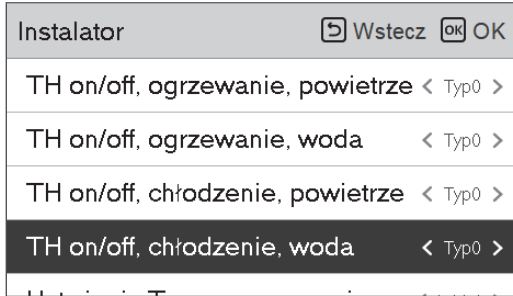 Instalator Wstecz OK OK
TH on/off, ogrzewanie, powietrze < Typ0 >
TH on/off, ogrzewanie, woda < Typ0 >
TH on/off, chłodzenie, powietrze < Typ0 >
TH on/off, chłodzenie, woda < Typ0 >